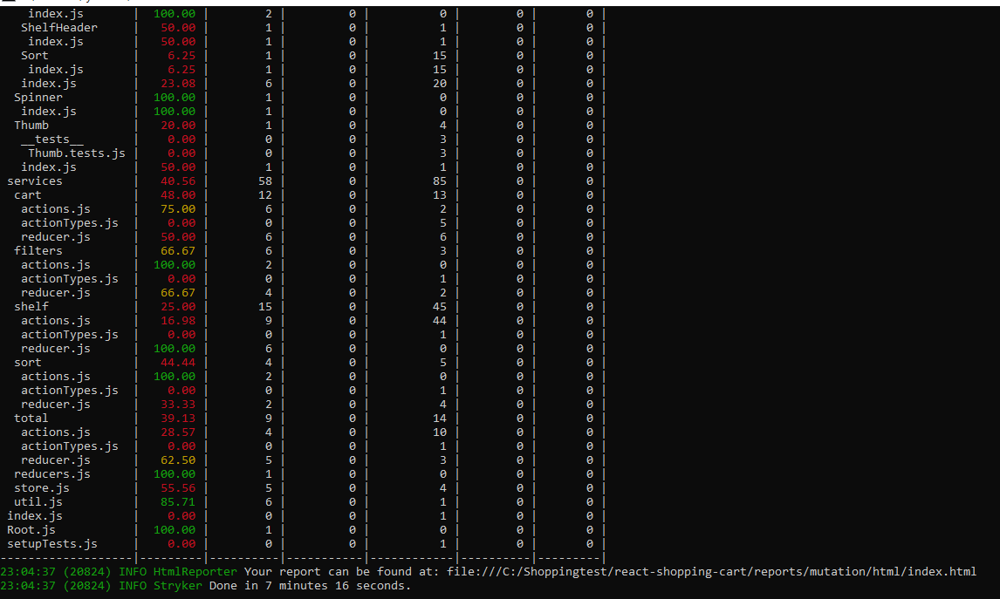 index.js | 100.00 | 2 | 0 | 0 | 0 | 0 |
ShelfHeader | 50.00 | 1 | 0 | 1 | 0 | 0 |
index.js | 50.00 | 1 | 0 | 1 | 0 | 0 |
Sort | 6.25 | 1 | 0 | 15 | 0 | 0 |
index.js | 6.25 | 1 | 0 | 15 | 0 | 0 |
index.js | 23.08 | 6 | 0 | 20 | 0 | 0 |
Spinner | 100.00 | 1 | 0 | 0 | 0 | 0 |
index.js | 100.00 | 1 | 0 | 0 | 0 | 0 |
Thumb | 20.00 | 1 | 0 | 4 | 0 | 0 |
__tests__ | 0.00 | 0 | 0 | 3 | 0 | 0 |
Thumb.tests.js | 0.00 | 0 | 0 | 3 | 0 | 0 |
index.js | 50.00 | 1 | 0 | 1 | 0 | 0 |
services | 40.56 | 58 | 0 | 85 | 0 | 0 |
cart | 48.00 | 12 | 0 | 13 | 0 | 0 |
actions.js | 75.00 | 6 | 0 | 2 | 0 | 0 |
actionTypes.js | 0.00 | 0 | 0 | 5 | 0 | 0 |
reducer.js | 50.00 | 6 | 0 | 6 | 0 | 0 |
filters | 66.67 | 6 | 0 | 3 | 0 | 0 |
actions.js | 100.00 | 2 | 0 | 0 | 0 | 0 |
actionTypes.js | 0.00 | 0 | 0 | 1 | 0 | 0 |
reducer.js | 66.67 | 4 | 0 | 2 | 0 | 0 |
shelf | 25.00 | 15 | 0 | 45 | 0 | 0 |
actions.js | 16.98 | 9 | 0 | 44 | 0 | 0 |
actionTypes.js | 0.00 | 0 | 0 | 1 | 0 | 0 |
reducer.js | 100.00 | 6 | 0 | 0 | 0 | 0 |
sort | 44.44 | 4 | 0 | 5 | 0 | 0 |
actions.js | 100.00 | 2 | 0 | 0 | 0 | 0 |
actionTypes.js | 0.00 | 0 | 0 | 1 | 0 | 0 |
reducer.js | 33.33 | 2 | 0 | 4 | 0 | 0 |
total | 39.13 | 9 | 0 | 14 | 0 | 0 |
actions.js | 28.57 | 4 | 0 | 10 | 0 | 0 |
actionTypes.js | 0.00 | 0 | 0 | 1 | 0 | 0 |
reducer.js | 62.50 | 5 | 0 | 3 | 0 | 0 |
reducers.js | 100.00 | 1 | 0 | 0 | 0 | 0 |
store.js | 55.56 | 5 | 0 | 4 | 0 | 0 |
util.js | 85.71 | 6 | 0 | 1 | 0 | 0 |
index.js | 0.00 | 0 | 0 | 1 | 0 | 0 |
Root.js | 100.00 | 1 | 0 | 0 | 0 | 0 |
setupTests.js | 0.00 | 0 | 0 | 1 | 0 | 0 |
-------------------|---------|----------|-----------|------------|----------|---------|
23:04:37 (20824) INFO HtmlReporter Your report can be found at: file:///C:/Shoppingtest/react-shopping-cart/reports/mutation/html/index.html
23:04:37 (20824) INFO Stryker Done in 7 minutes 16 seconds.